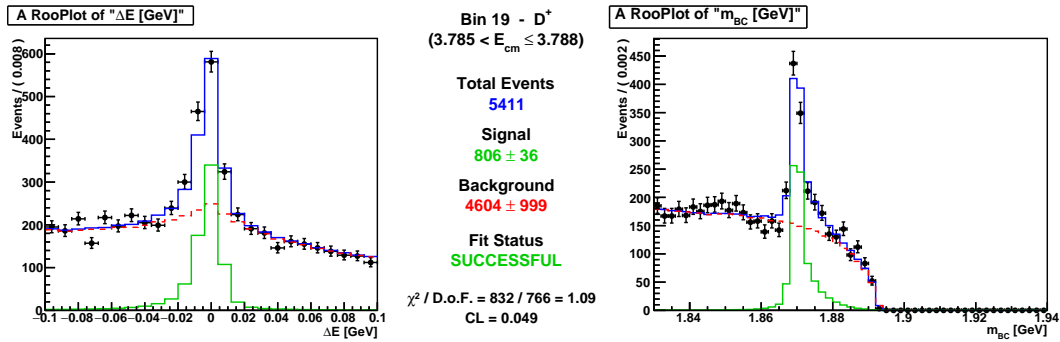 A RooPlot of "ΔE [GeV]"
Events / ( 0.008 )
600
500
400
300
200
100
0
−0.1 −0.08 −0.06 −0.04 −0.02 0 0.02 0.04 0.06 0.08 0.1
ΔE [GeV]
Bin 19 - D⁺
(3.785 < E_cm ≤ 3.788)
Total Events
5411
Signal
806 ± 36
Background
4604 ± 999
Fit Status
SUCCESSFUL
χ² / D.o.F. = 832 / 766 = 1.09
CL = 0.049
A RooPlot of "m_BC [GeV]"
Events / ( 0.002 )
450
400
350
300
250
200
150
100
50
0
1.84 1.86 1.88 1.9 1.92 1.94
m_BC [GeV]